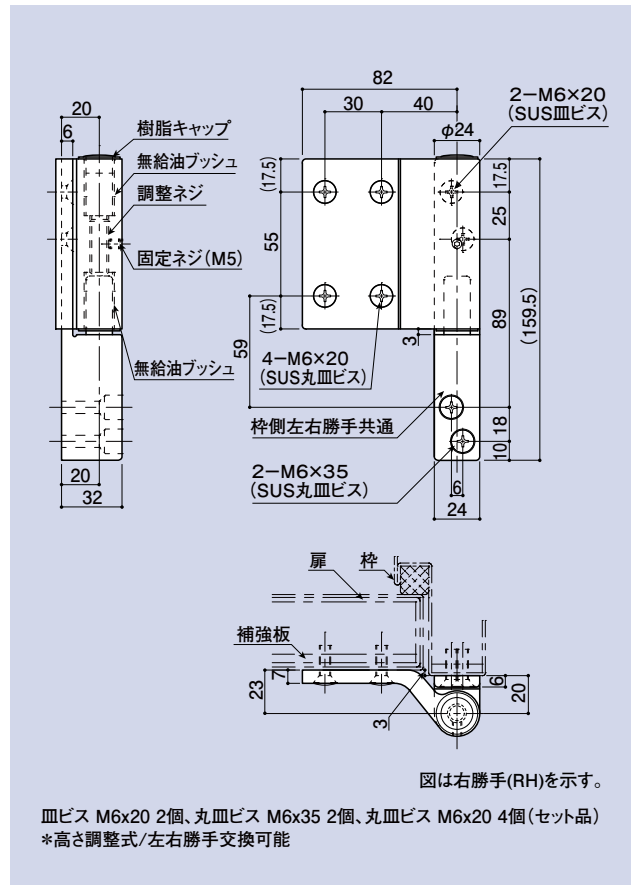 82
30
40
2−M6×20
(SUS皿ビス)
φ24
20
6
樹脂キャップ
無給油ブッシュ
調整ネジ
固定ネジ(M5)
無給油ブッシュ
(17.5)
55
(17.5)
59
17.5
25
89
(159.5)
18
10
3
4−M6×20
(SUS丸皿ビス)
枠側左右勝手共通
2−M6×35
(SUS丸皿ビス)
6
24
20
32
扉
枠
補強板
23
7
3
6
20
図は右勝手(RH)を示す。
皿ビス M6x20 2個、丸皿ビス M6x35 2個、丸皿ビス M6x20 4個(セット品)
*高さ調整式/左右勝手交換可能